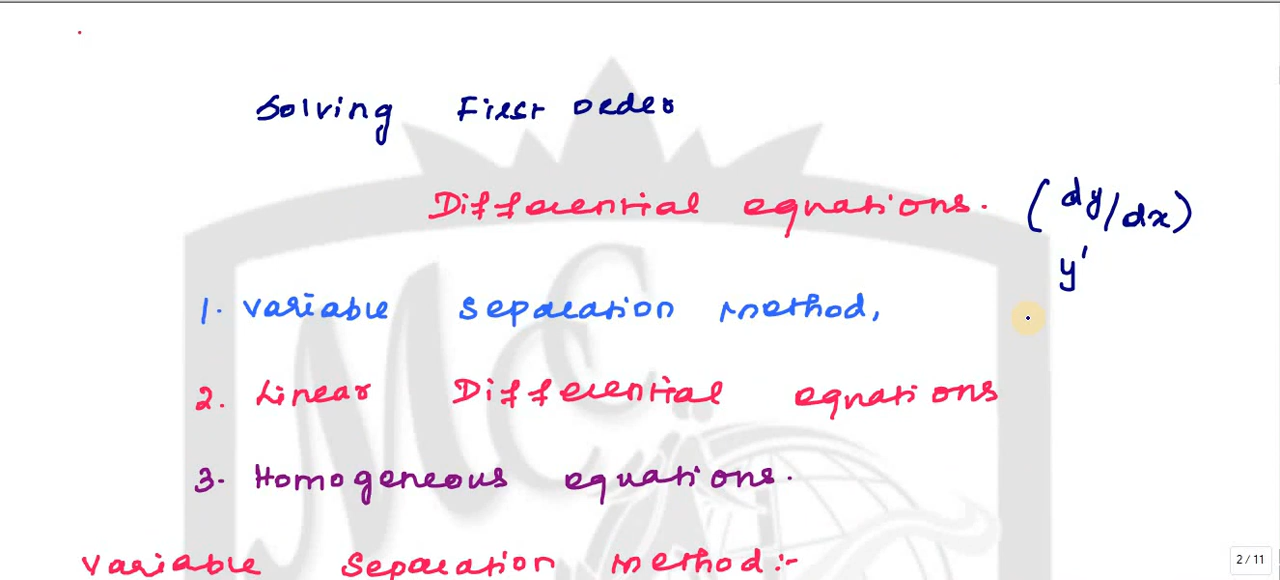 Solving First order
Differential equations. (dy/dx)
y'
1. Variable Separation method,
2. Linear Differential equations
3. Homogeneous equations.
Variable Separation method:-
2 / 11
MCC